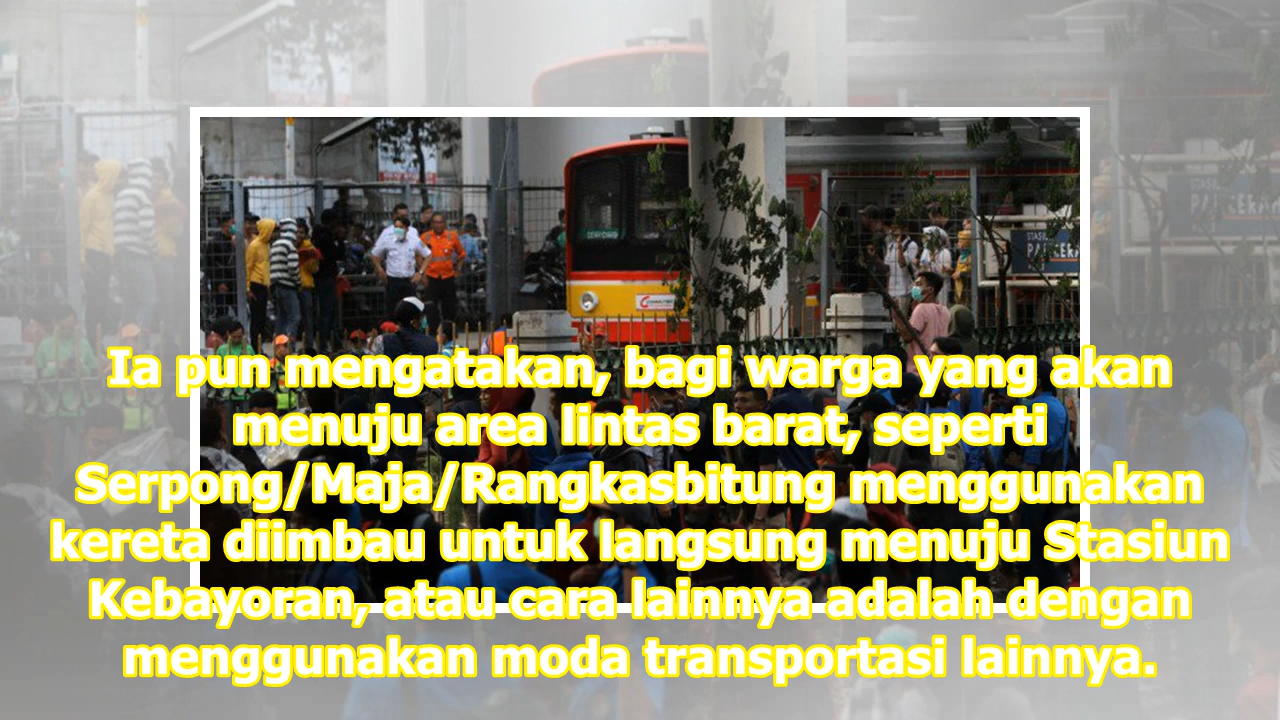 STASIUN
Ia pun mengatakan, bagi warga yang akan
menuju area lintas barat, seperti
Serpong/Maja/Rangkasbitung menggunakan
kereta diimbau untuk langsung menuju Stasiun
Kebayoran, atau cara lainnya adalah dengan
menggunakan moda transportasi lainnya.